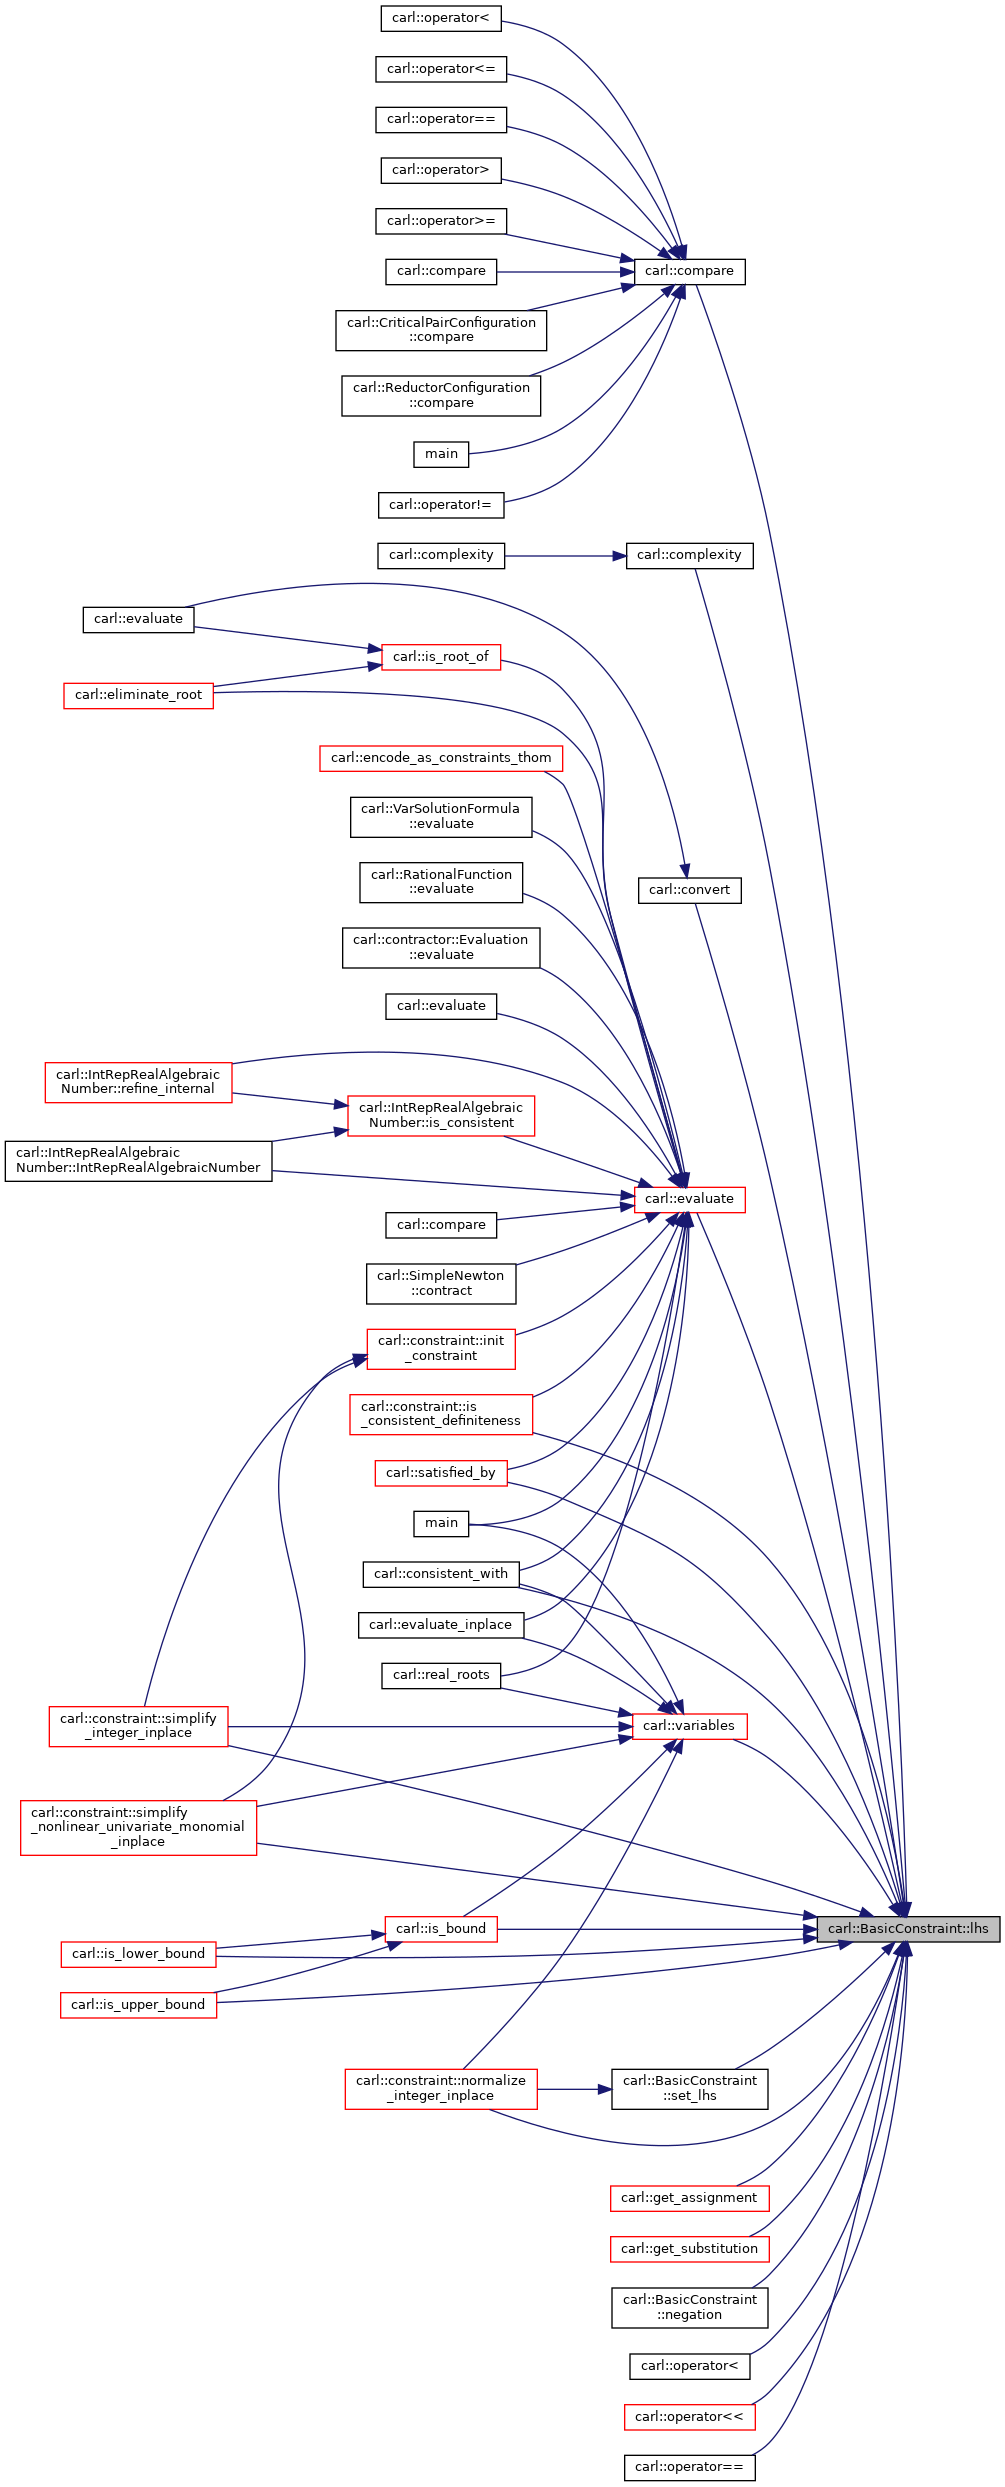 carl::operator<
carl::operator<=
carl::operator==
carl::operator>
carl::operator>=
carl::compare
carl::compare
carl::CriticalPairConfiguration
::compare
carl::ReductorConfiguration
::compare
main
carl::operator!=
carl::complexity
carl::complexity
carl::evaluate
carl::is_root_of
carl::eliminate_root
carl::encode_as_constraints_thom
carl::VarSolutionFormula
::evaluate
carl::RationalFunction
::evaluate
carl::convert
carl::contractor::Evaluation
::evaluate
carl::evaluate
carl::IntRepRealAlgebraic
Number::refine_internal
carl::IntRepRealAlgebraic
Number::is_consistent
carl::IntRepRealAlgebraic
Number::IntRepRealAlgebraicNumber
carl::evaluate
carl::compare
carl::SimpleNewton
::contract
carl::constraint::init
_constraint
carl::constraint::is
_consistent_definiteness
carl::satisfied_by
main
carl::consistent_with
carl::evaluate_inplace
carl::real_roots
carl::constraint::simplify
_integer_inplace
carl::variables
carl::constraint::simplify
_nonlinear_univariate_monomial
_inplace
carl::is_bound
carl::BasicConstraint::lhs
carl::is_lower_bound
carl::is_upper_bound
carl::constraint::normalize
_integer_inplace
carl::BasicConstraint
::set_lhs
carl::get_assignment
carl::get_substitution
carl::BasicConstraint
::negation
carl::operator<
carl::operator<<
carl::operator==